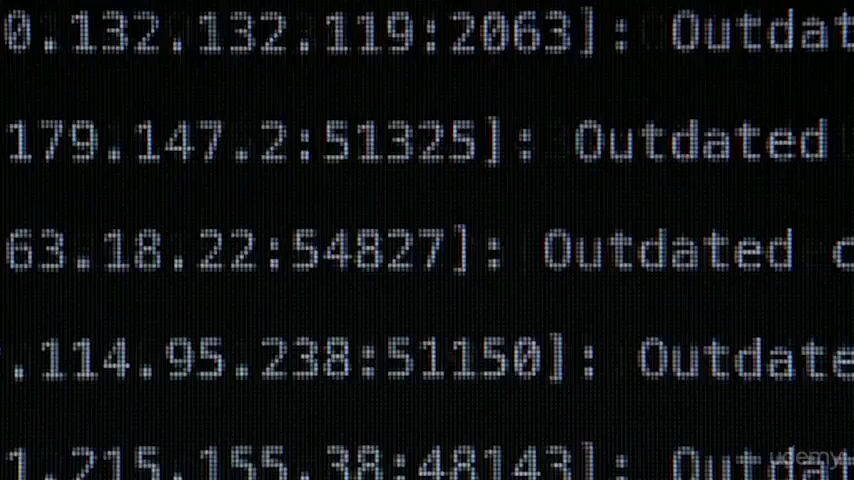 0.132.132.119:2063]: Outdat
179.147.2:51325]: Outdated
63.18.22:54827]: Outdated c
.114.95.238:51150]: Outdate
1.215.155.38:48143]: Outdat
udemy